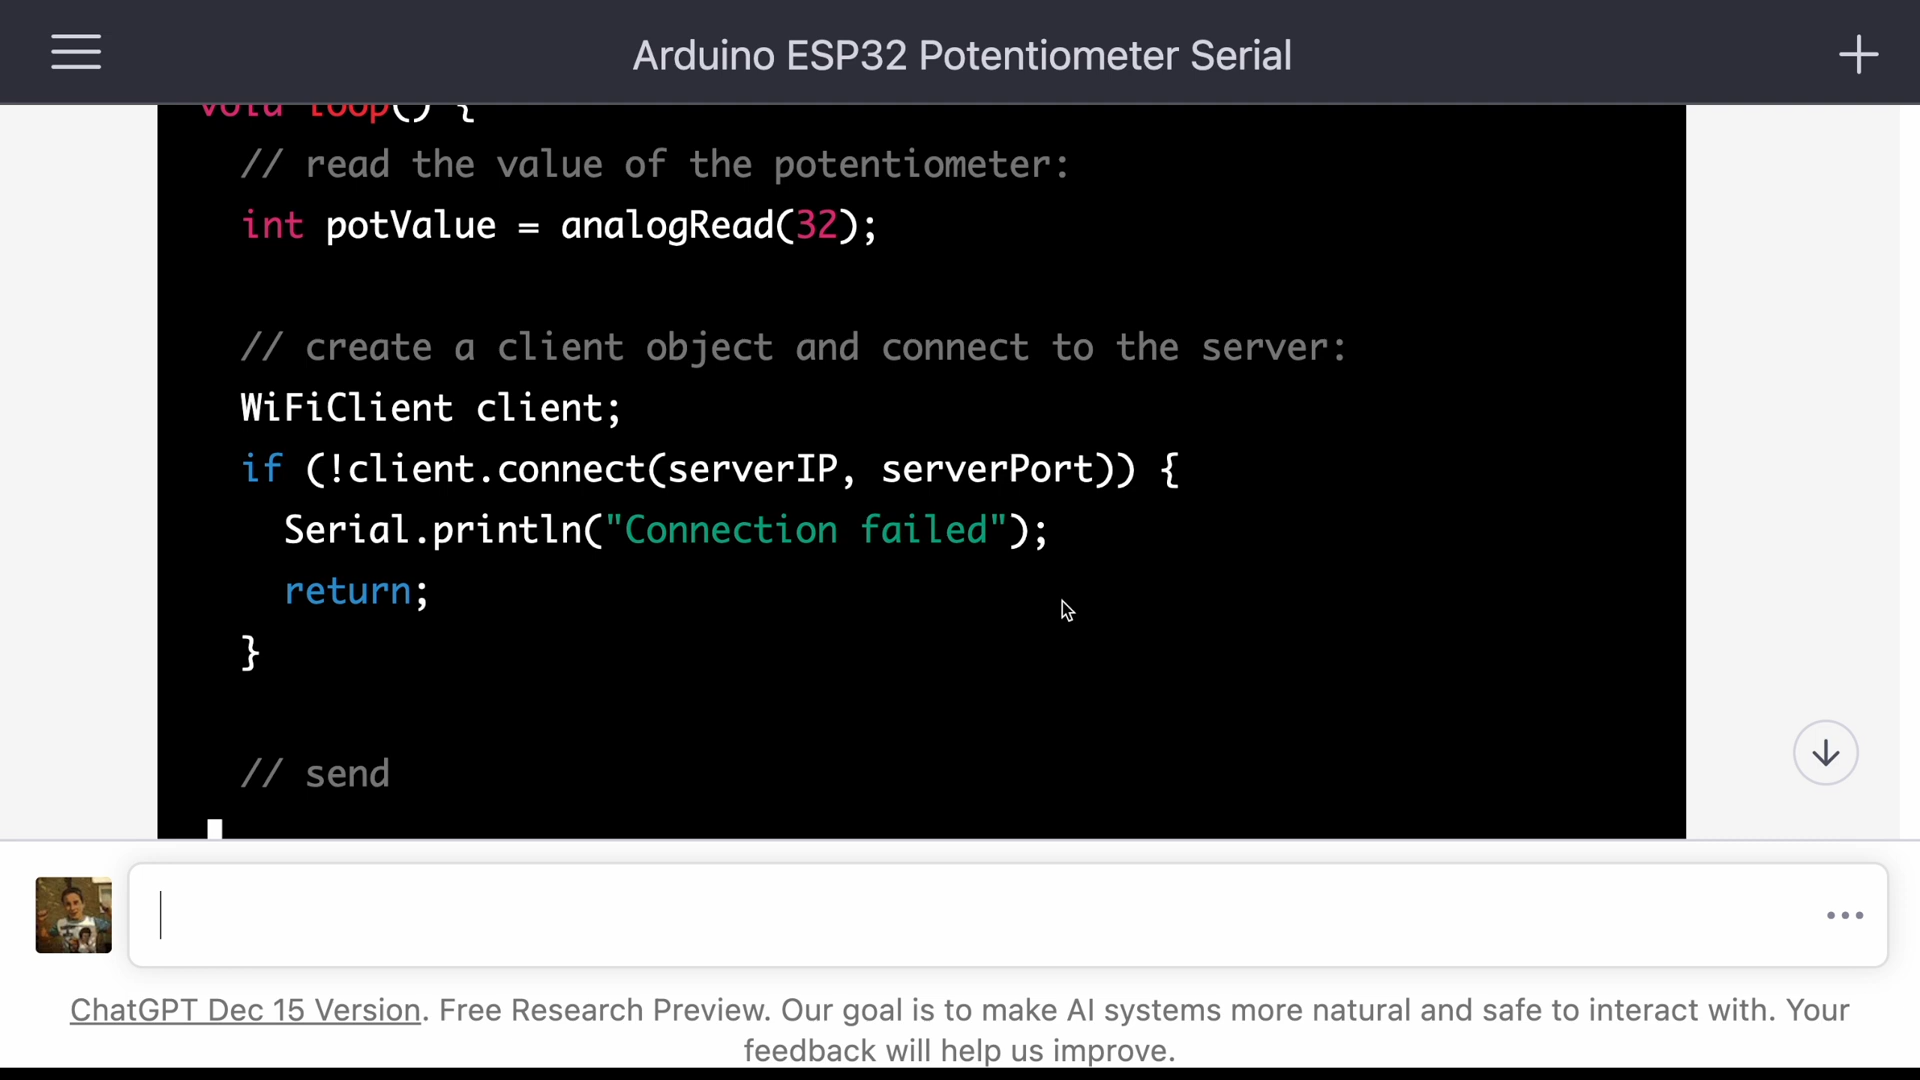 Arduino ESP32 Potentiometer Serial
void loop() {
// read the value of the potentiometer:
int potValue = analogRead(32);
// create a client object and connect to the server:
WiFiClient client;
if (!client.connect(serverIP, serverPort)) {
Serial.println("Connection failed");
return;
}
// send
ChatGPT Dec 15 Version. Free Research Preview. Our goal is to make AI systems more natural and safe to interact with. Your
feedback will help us improve.